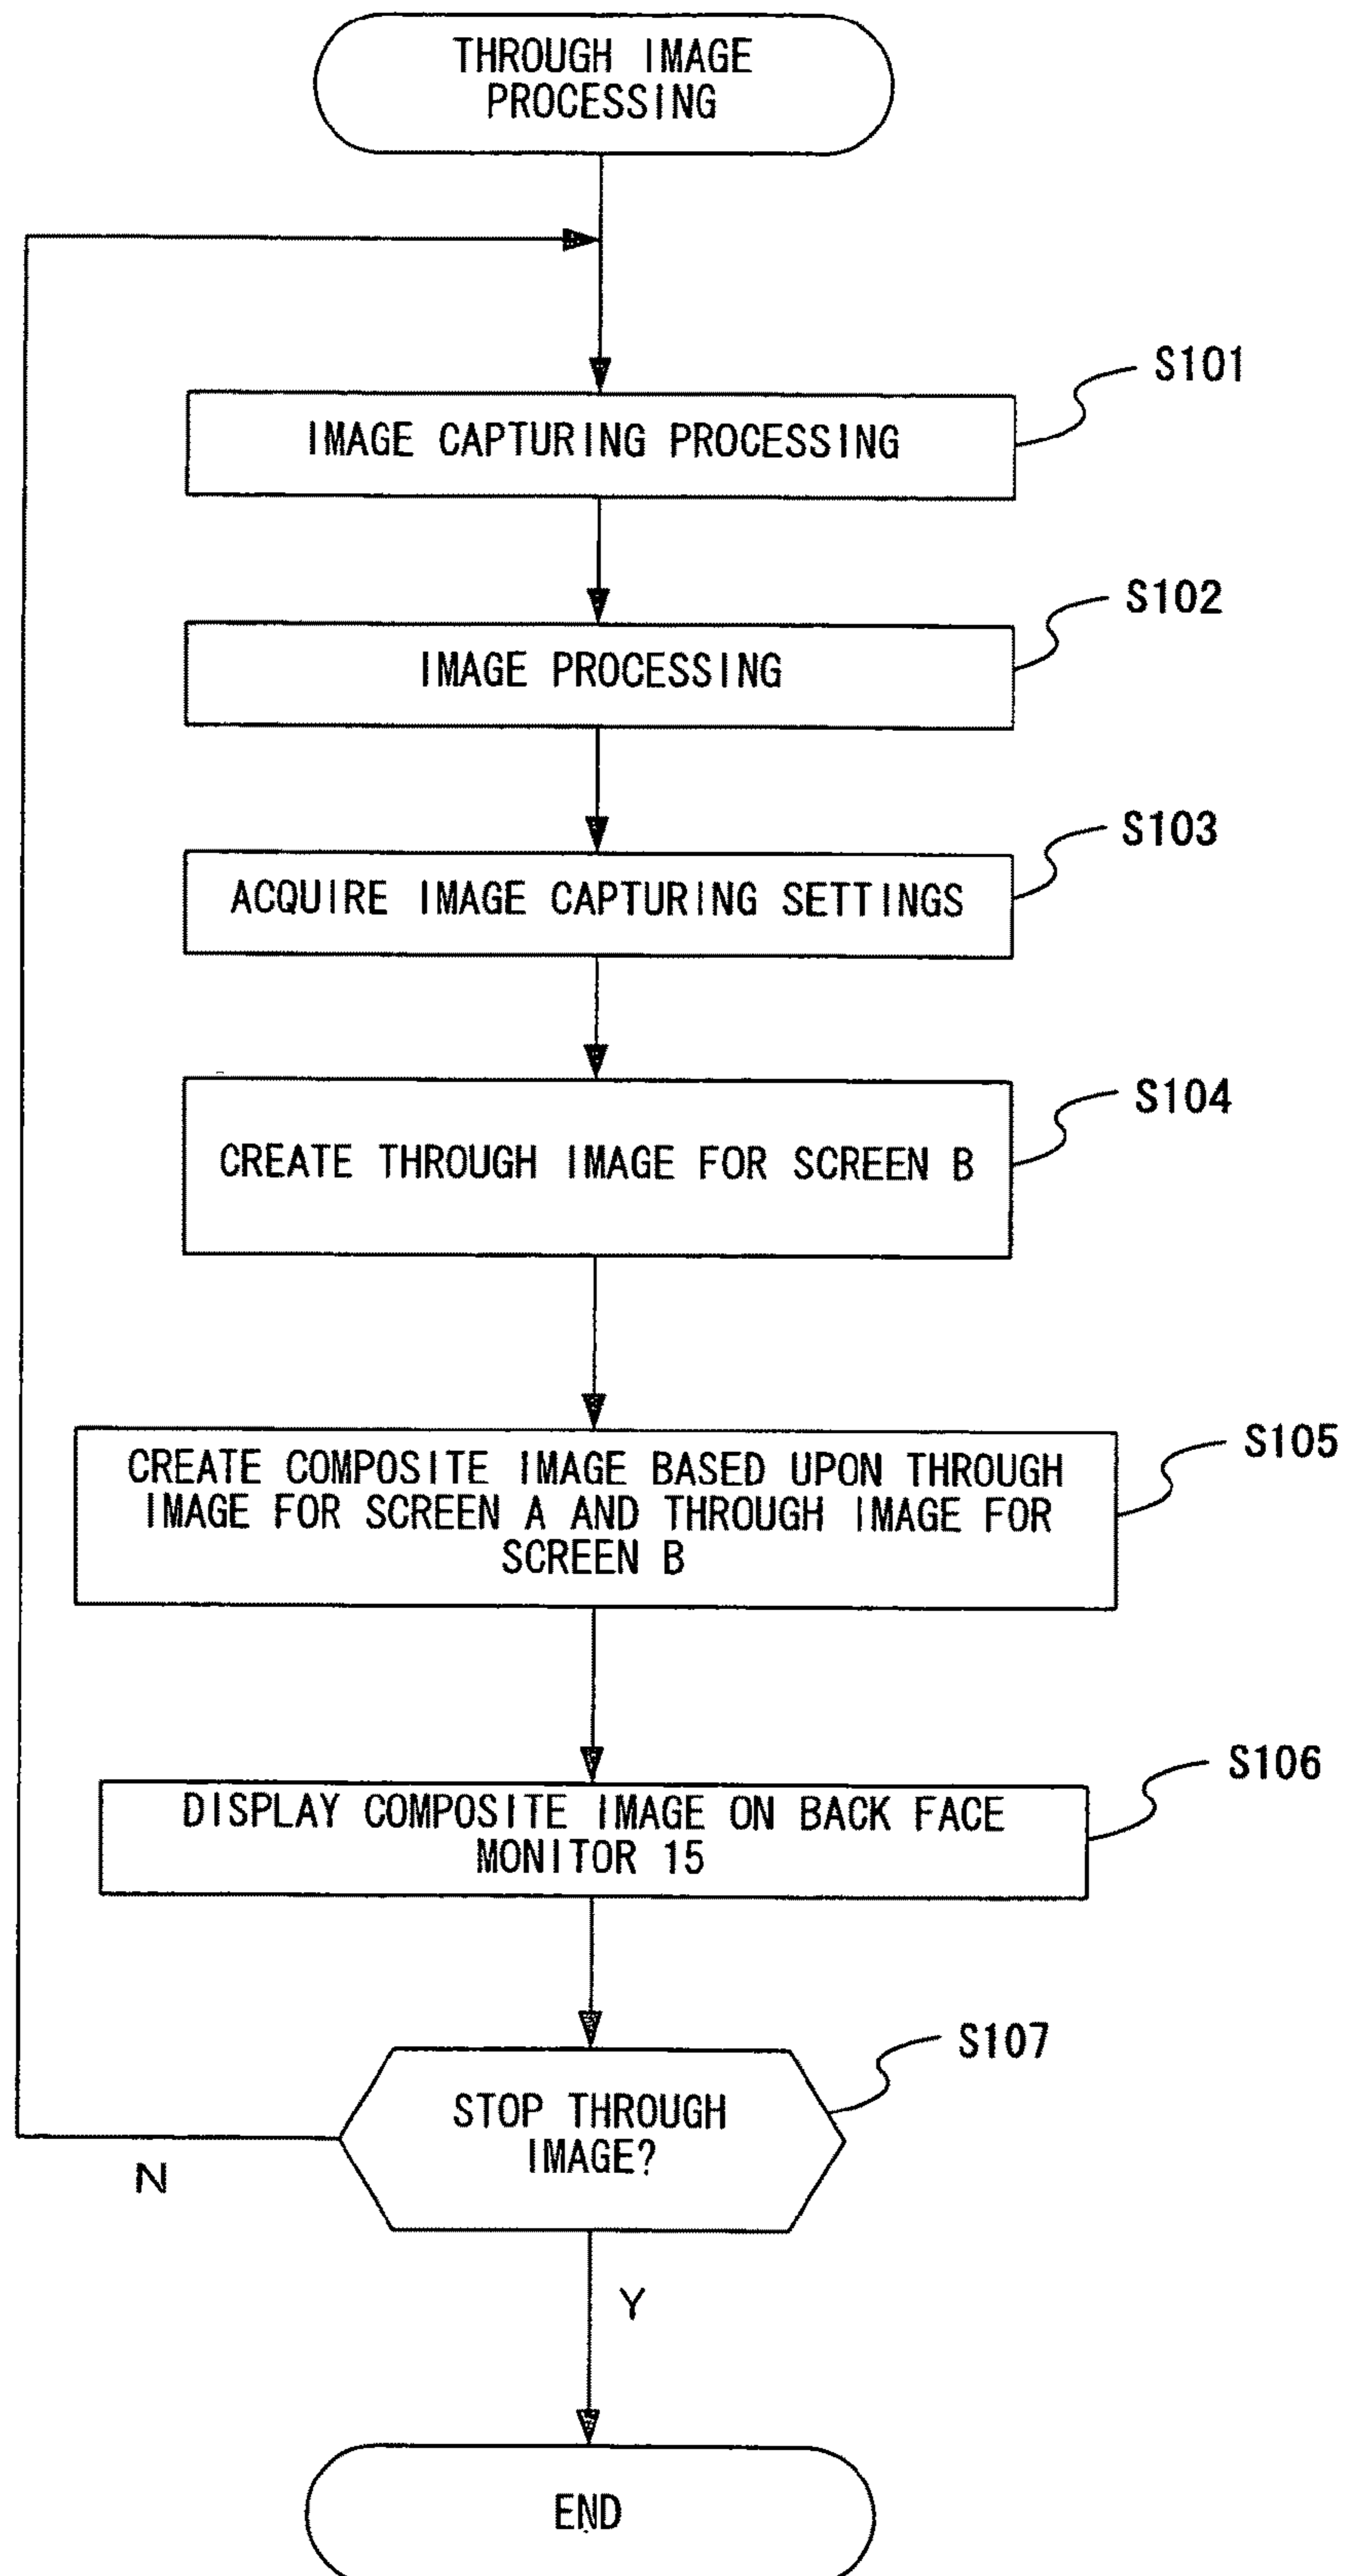 THROUGH IMAGE
PROCESSING
S101
IMAGE CAPTURING PROCESSING
S102
IMAGE PROCESSING
S103
ACQUIRE IMAGE CAPTURING SETTINGS
S104
CREATE THROUGH IMAGE FOR SCREEN B
S105
CREATE COMPOSITE IMAGE BASED UPON THROUGH
IMAGE FOR SCREEN A AND THROUGH IMAGE FOR
SCREEN B
S106
DISPLAY COMPOSITE IMAGE ON BACK FACE
MONITOR 15
S107
STOP THROUGH
IMAGE?
N
Y
END